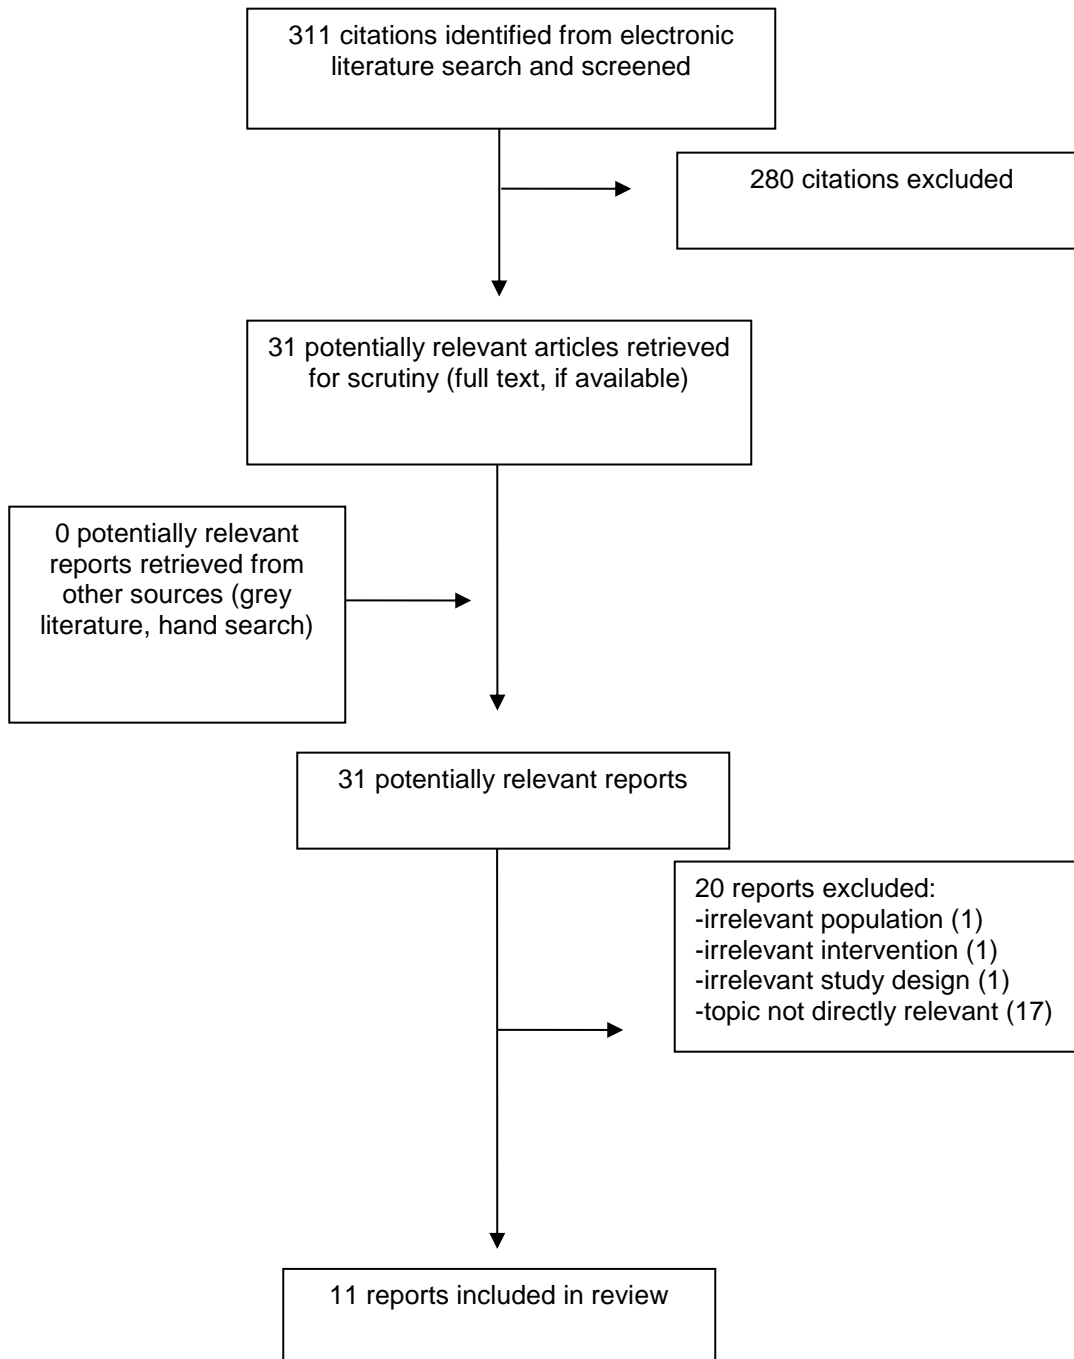 311 citations identified from electronic
literature search and screened
280 citations excluded
31 potentially relevant articles retrieved
for scrutiny (full text, if available)
0 potentially relevant
reports retrieved from
other sources (grey
literature, hand search)
31 potentially relevant reports
20 reports excluded:
-irrelevant population (1)
-irrelevant intervention (1)
-irrelevant study design (1)
-topic not directly relevant (17)
11 reports included in review